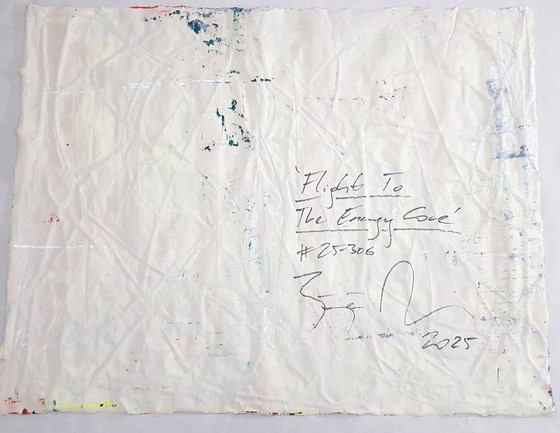 'Flight To
The Energy Core'
# 25-306
2025